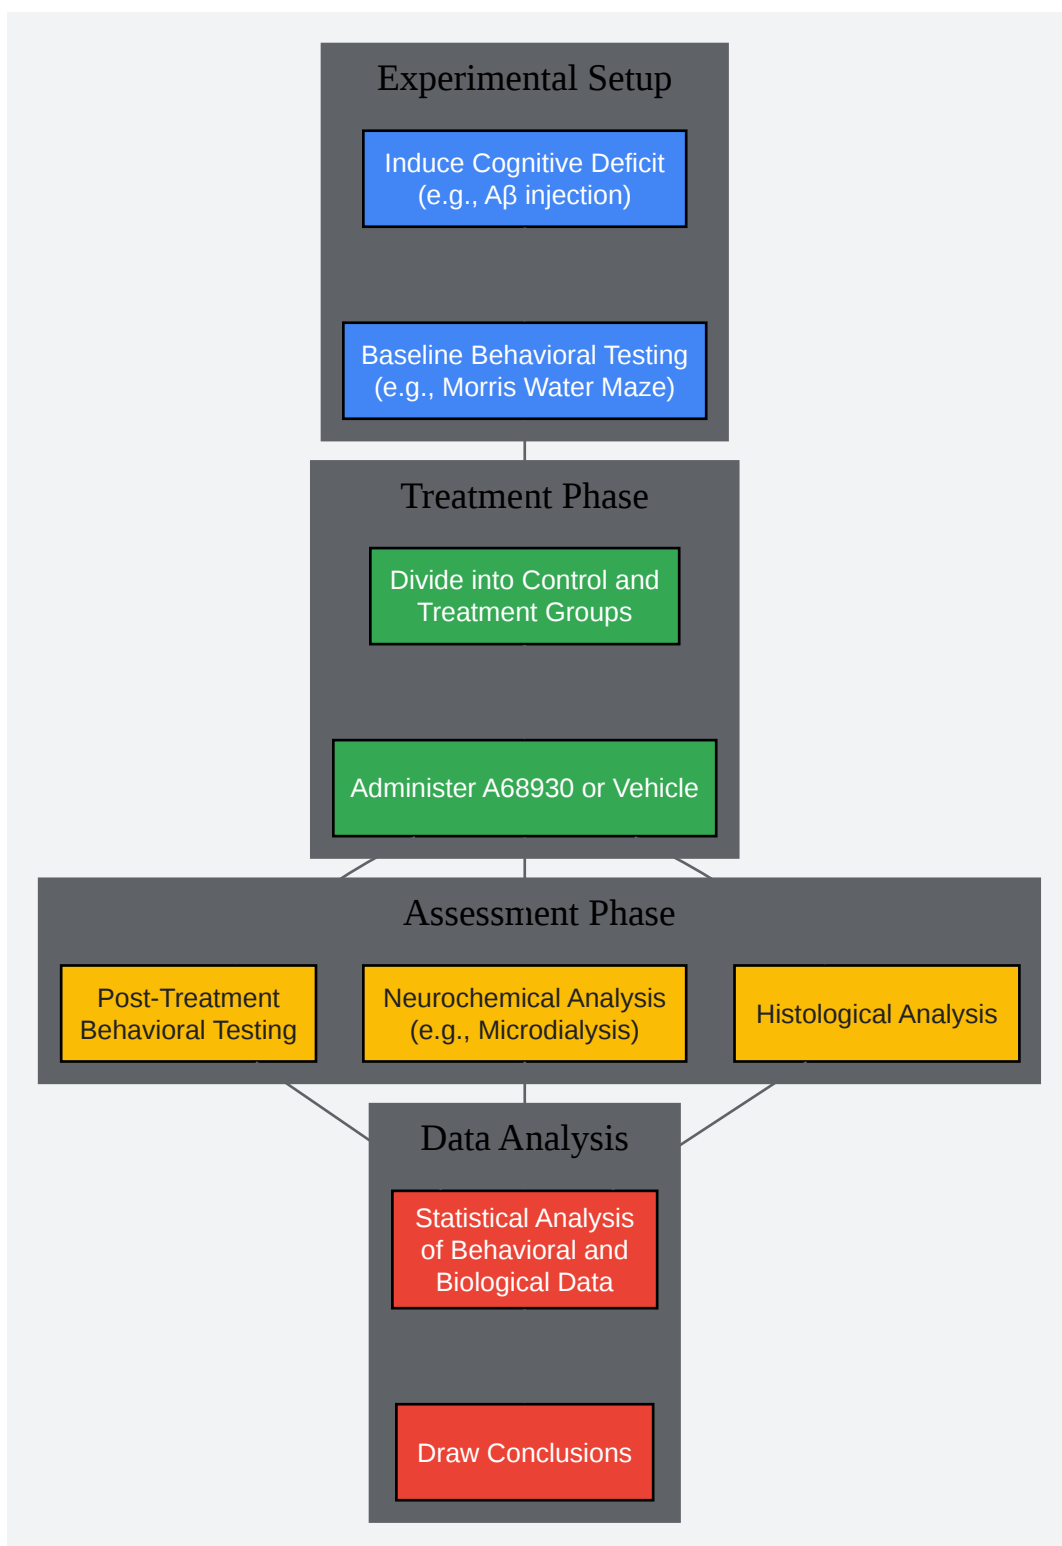 Experimental Setup
Induce Cognitive Deficit
(e.g., Aβ injection)
Baseline Behavioral Testing
(e.g., Morris Water Maze)
Treatment Phase
Divide into Control and
Treatment Groups
Administer A68930 or Vehicle
Assessment Phase
Post-Treatment
Behavioral Testing
Neurochemical Analysis
(e.g., Microdialysis)
Histological Analysis
Data Analysis
Statistical Analysis
of Behavioral and
Biological Data
Draw Conclusions